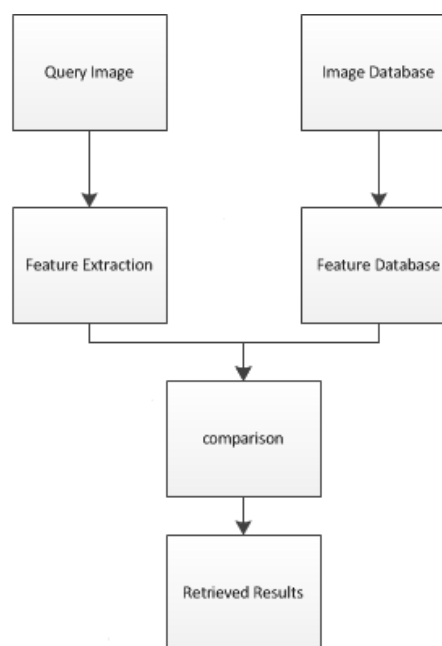 Query Image
Image Database
Feature Extraction
Feature Database
comparison
Retrieved Results